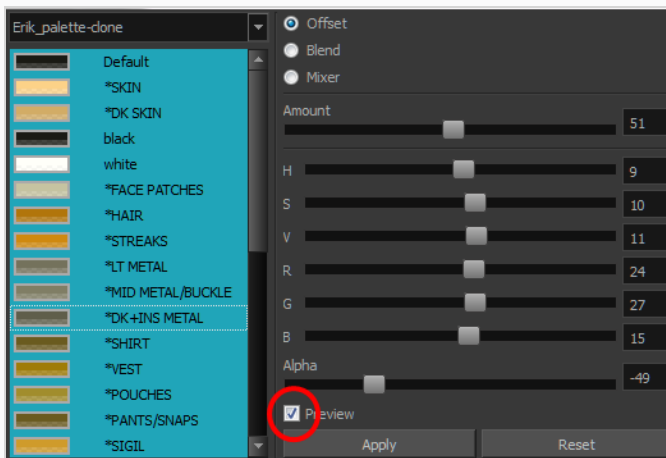 Erik_palette-clone
Default
*SKIN
*DK SKIN
black
white
*FACE PATCHES
*HAIR
*STREAKS
*LT METAL
*MID METAL/BUCKLE
*DK+INS METAL
*SHIRT
*VEST
*POUCHES
*PANTS/SNAPS
*SIGIL
Offset
Blend
Mixer
Amount
51
H 9
S 10
V 11
R 24
G 27
B 15
Alpha
-49
Preview
Apply Reset